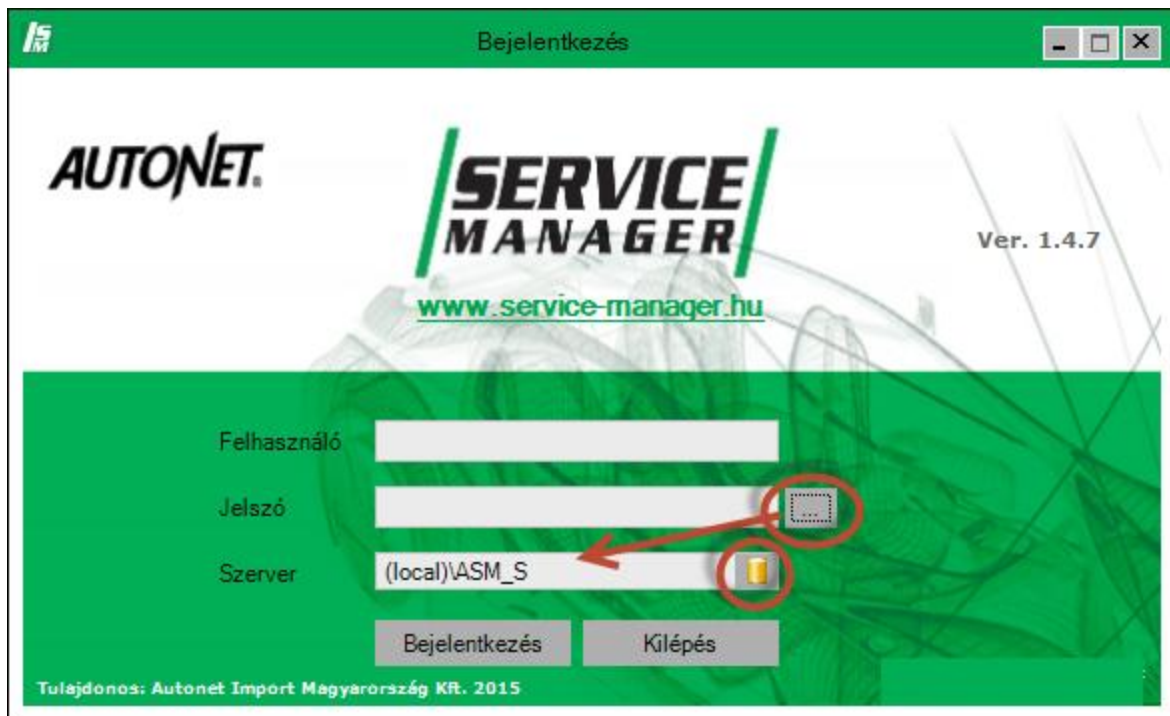 Bejelentkezés
AUTONET.
SERVICE
MANAGER
Ver. 1.4.7
www.service-manager.hu
Felhasználó
Jelszó
...
Szerver
(local)\ASM_S
Bejelentkezés
Kilépés
Tulajdonos: Autonet Import Magyarország Kft. 2015